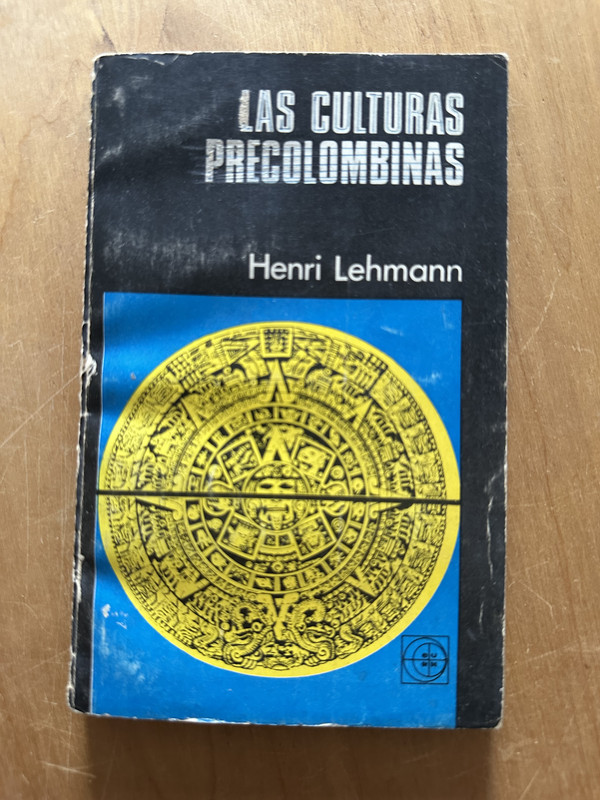 LAS CULTURAS
PRECOLOMBINAS
Henri Lehmann